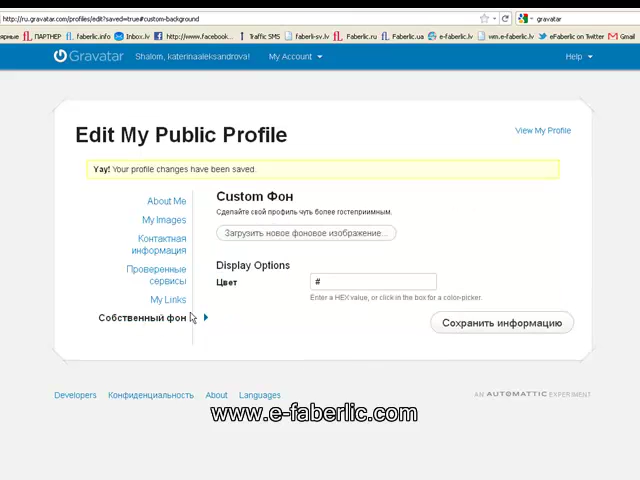 http://ru.gravatar.com/profiles/edit?saved=true#custom-background
gravatar
ярные ПАРТНЕР faberlic.info Inbox.lv http://www.facebook... Traffic SMS faberli-sv.lv Faberlic.ru Faberlic.ua e-faberlic.lv vm.e-faberlic.lv eFaberlic on Twitter Gmail
Gravatar Shalom, katerinaaleksandrova! My Account Help
Edit My Public Profile
View My Profile
Yay! Your profile changes have been saved.
About Me
My Images
Контактная
информация
Проверенные
сервисы
My Links
Собственный фон
Custom Фон
Сделайте свой профиль чуть более гостеприимным.
Загрузить новое фоновое изображение...
Display Options
Цвет #
Enter a HEX value, or click in the box for a color-picker.
Сохранить информацию
Developers Конфиденциальность About Languages
AN AUTOMATTIC EXPERIMENT
www.e-faberlic.com